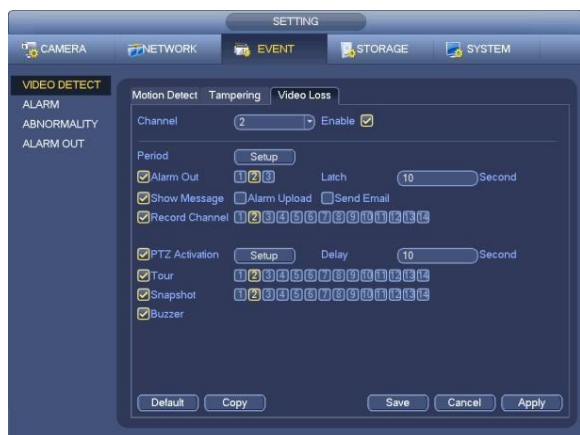 SETTING
CAMERA NETWORK EVENT STORAGE SYSTEM
VIDEO DETECT
ALARM
ABNORMALITY
ALARM OUT
Motion Detect Tampering Video Loss
Channel 2 Enable
Period Setup
Alarm Out 1 2 3 Latch 10 Second
Show Message Alarm Upload Send Email
Record Channel 1 2 3 4 5 6 7 8 9 10 11 12 13 14
PTZ Activation Setup Delay 10 Second
Tour 1 2 3 4 5 6 7 8 9 10 11 12 13 14
Snapshot 1 2 3 4 5 6 7 8 9 10 11 12 13 14
Buzzer
Default Copy Save Cancel Apply